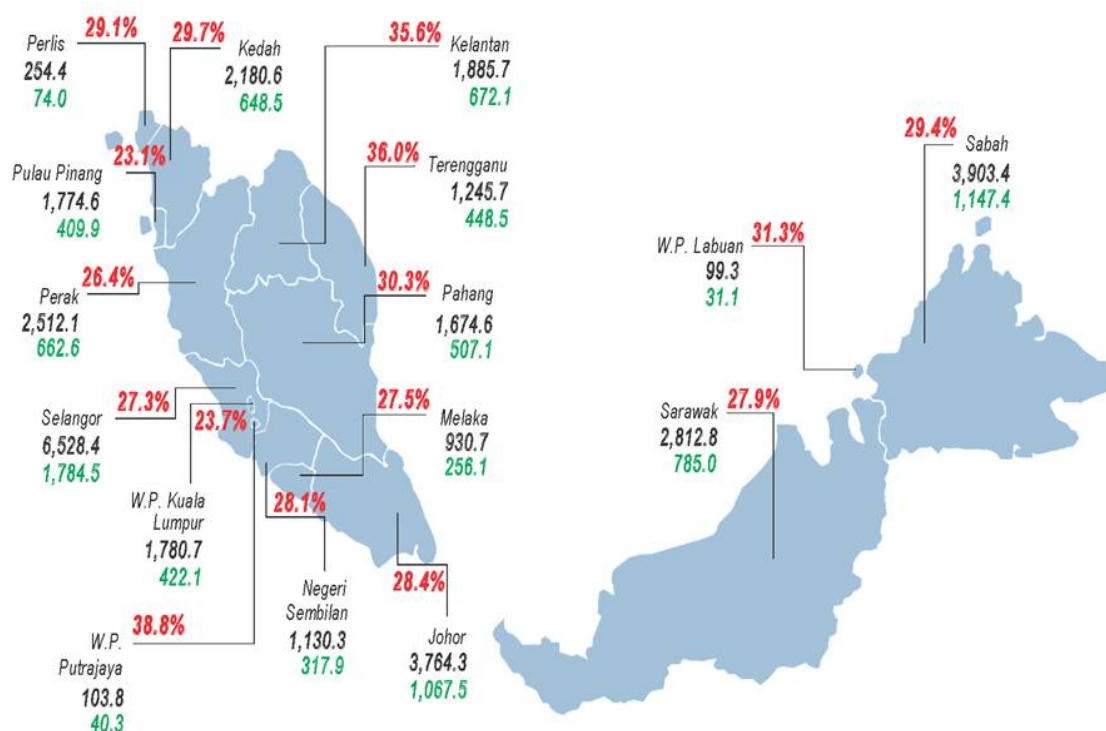 Perlis
29.1%
254.4
74.0
29.7%
Kedah
2,180.6
648.5
35.6%
Kelantan
1,885.7
672.1
Pulau Pinang
23.1%
1,774.6
409.9
36.0%
Terengganu
1,245.7
448.5
Perak
26.4%
2,512.1
662.6
30.3%
Pahang
1,674.6
507.1
Selangor
27.3%
6,528.4
1,784.5
27.5%
Melaka
930.7
256.1
23.7%
W.P. Kuala
Lumpur
1,780.7
422.1
28.1%
Negeri
Sembilan
1,130.3
317.9
28.4%
Johor
3,764.3
1,067.5
38.8%
W.P.
Putrajaya
103.8
40.3
29.4%
Sabah
3,903.4
1,147.4
W.P. Labuan
31.3%
99.3
31.1
Sarawak
27.9%
2,812.8
785.0